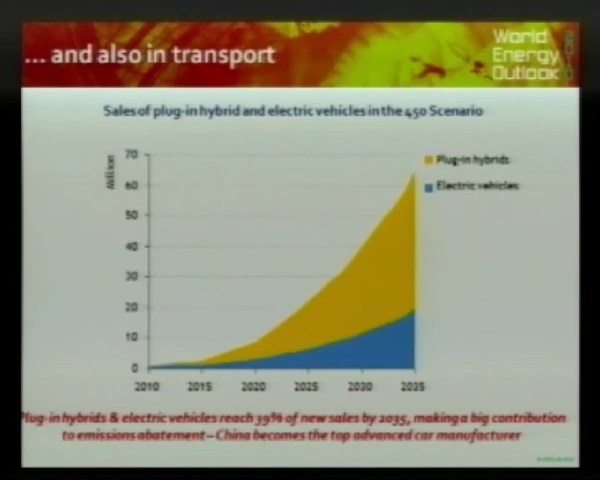 ... and also in transport
World
Energy
Outlook
2010
Sales of plug-in hybrid and electric vehicles in the 450 Scenario
Million
70
60
50
40
30
20
10
0
2010
2015
2020
2025
2030
2035
Plug-in hybrids
Electric vehicles
Plug-in hybrids & electric vehicles reach 39% of new sales by 2035, making a big contribution
to emissions abatement – China becomes the top advanced car manufacturer